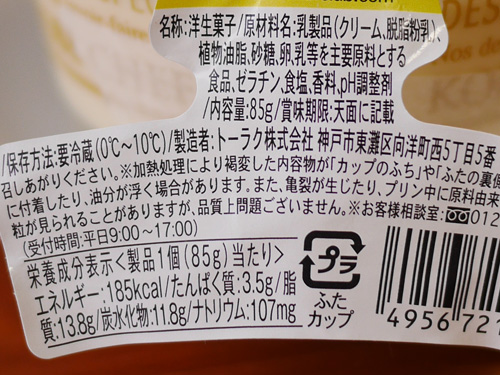 名称:洋生菓子/原材料名:乳製品(クリーム、脱脂粉乳)、
植物油脂、砂糖、卵、乳等を主要原料とする
食品、ゼラチン、食塩、香料、pH調整剤
/内容量:85g/賞味期限:天面に記載
/保存方法:要冷蔵(0℃〜10℃)/製造者:トーラク株式会社 神戸市東灘区向洋町西5丁目5番
召しあがりください。※加熱処理により褐変した内容物が「カップのふち」や「ふたの裏側
に付着したり、油分が浮く場合があります。また、亀裂が生じたり、プリン中に原料由来
粒が見られることがありますが、品質上問題ございません。※お客様相談室:012
(受付時間:平日9:00〜17:00)
栄養成分表示<製品1個(85g)当たり>
エネルギー:185kcal/たんぱく質:3.5g/脂
質:13.8g/炭水化物:11.8g/ナトリウム:107mg
プラ
ふた
カップ
4956721